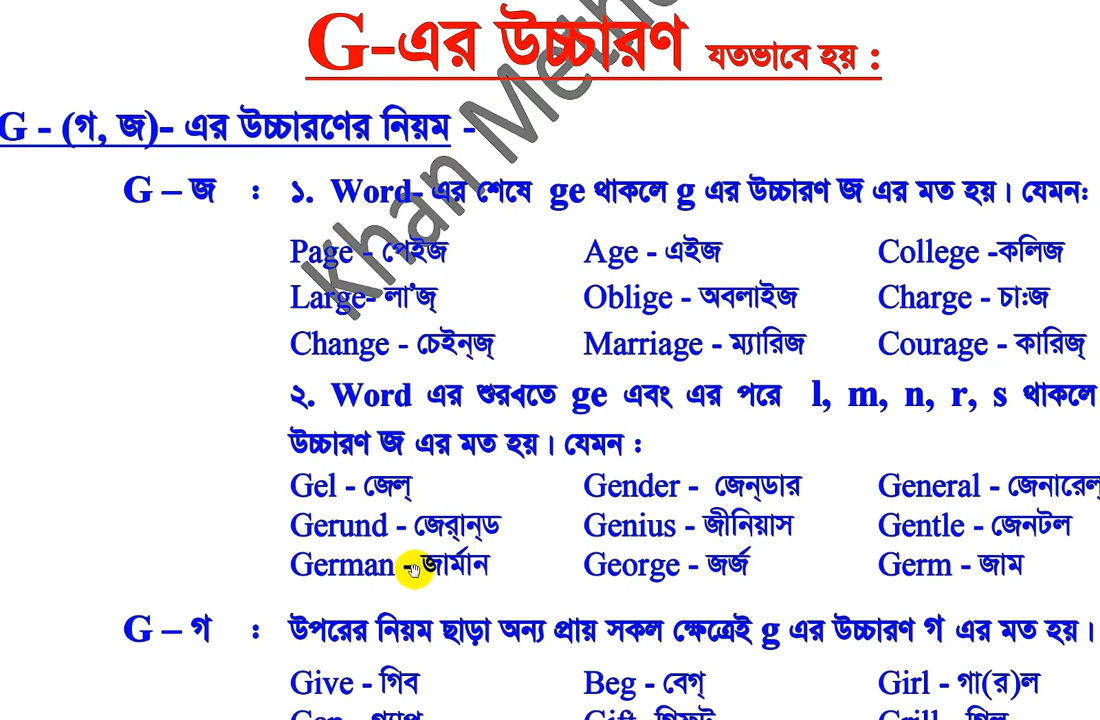 G-এর উচ্চারণ যতভাবে হয় :
G - (গ, জ)- এর উচ্চারণের নিয়ম -
G – জ : ১. Word- এর শেষে ge থাকলে g এর উচ্চারণ জ এর মত হয়। যেমন:
Page - পেইজ Age - এইজ College -কলিজ
Large- লা'জ্ Oblige - অবলাইজ Charge - চা:জ
Change - চেইন্জ্ Marriage - ম্যারিজ Courage - কারিজ্
২. Word এর শুরবতে ge এবং এর পরে l, m, n, r, s থাকলে
উচ্চারণ জ এর মত হয়। যেমন :
Gel - জেল্ Gender - জেন্ডার General - জেনারেল্
Gerund - জের্‌ান্ড Genius - জীনিয়াস Gentle - জেনটল
German - জার্মান George - জর্জ Germ - জাম
G – গ : উপরের নিয়ম ছাড়া অন্য প্রায় সকল ক্ষেত্রেই g এর উচ্চারণ গ এর মত হয়।
Give - গিব Beg - বেগ্ Girl - গা(র)ল